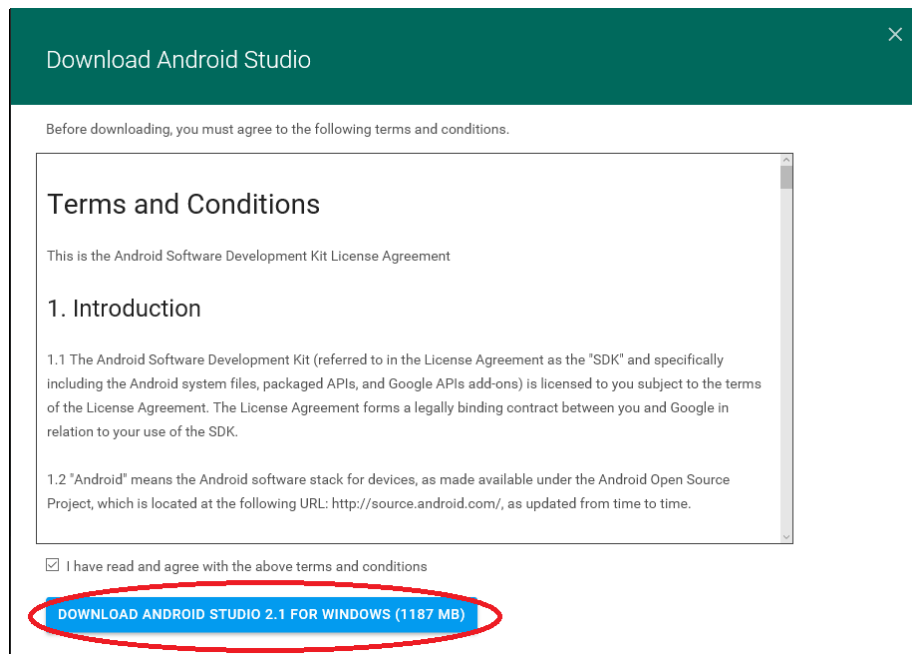 Download Android Studio
Before downloading, you must agree to the following terms and conditions.
Terms and Conditions
This is the Android Software Development Kit License Agreement
1. Introduction
1.1 The Android Software Development Kit (referred to in the License Agreement as the "SDK" and specifically
including the Android system files, packaged APIs, and Google APIs add-ons) is licensed to you subject to the terms
of the License Agreement. The License Agreement forms a legally binding contract between you and Google in
relation to your use of the SDK.
1.2 "Android" means the Android software stack for devices, as made available under the Android Open Source
Project, which is located at the following URL: http://source.android.com/, as updated from time to time.
I have read and agree with the above terms and conditions
DOWNLOAD ANDROID STUDIO 2.1 FOR WINDOWS (1187 MB)